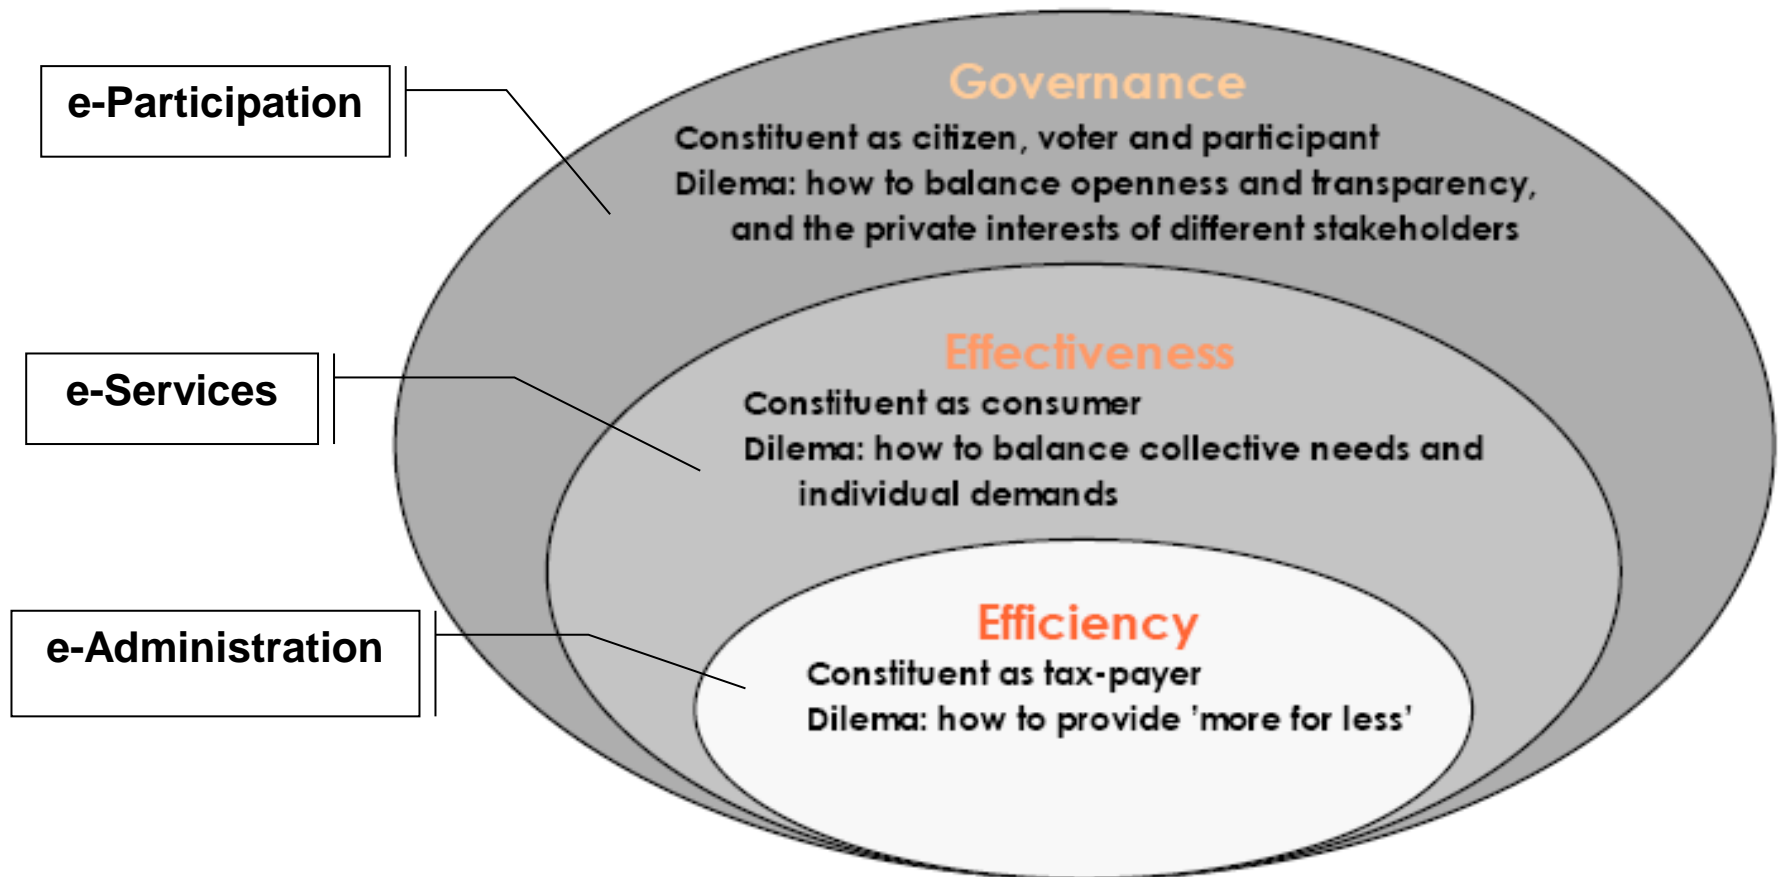 e-Participation
Governance
Constituent as citizen, voter and participant
Dilema: how to balance openness and transparency,
and the private interests of different stakeholders
e-Services
Effectiveness
Constituent as consumer
Dilema: how to balance collective needs and
individual demands
e-Administration
Efficiency
Constituent as tax-payer
Dilema: how to provide 'more for less'